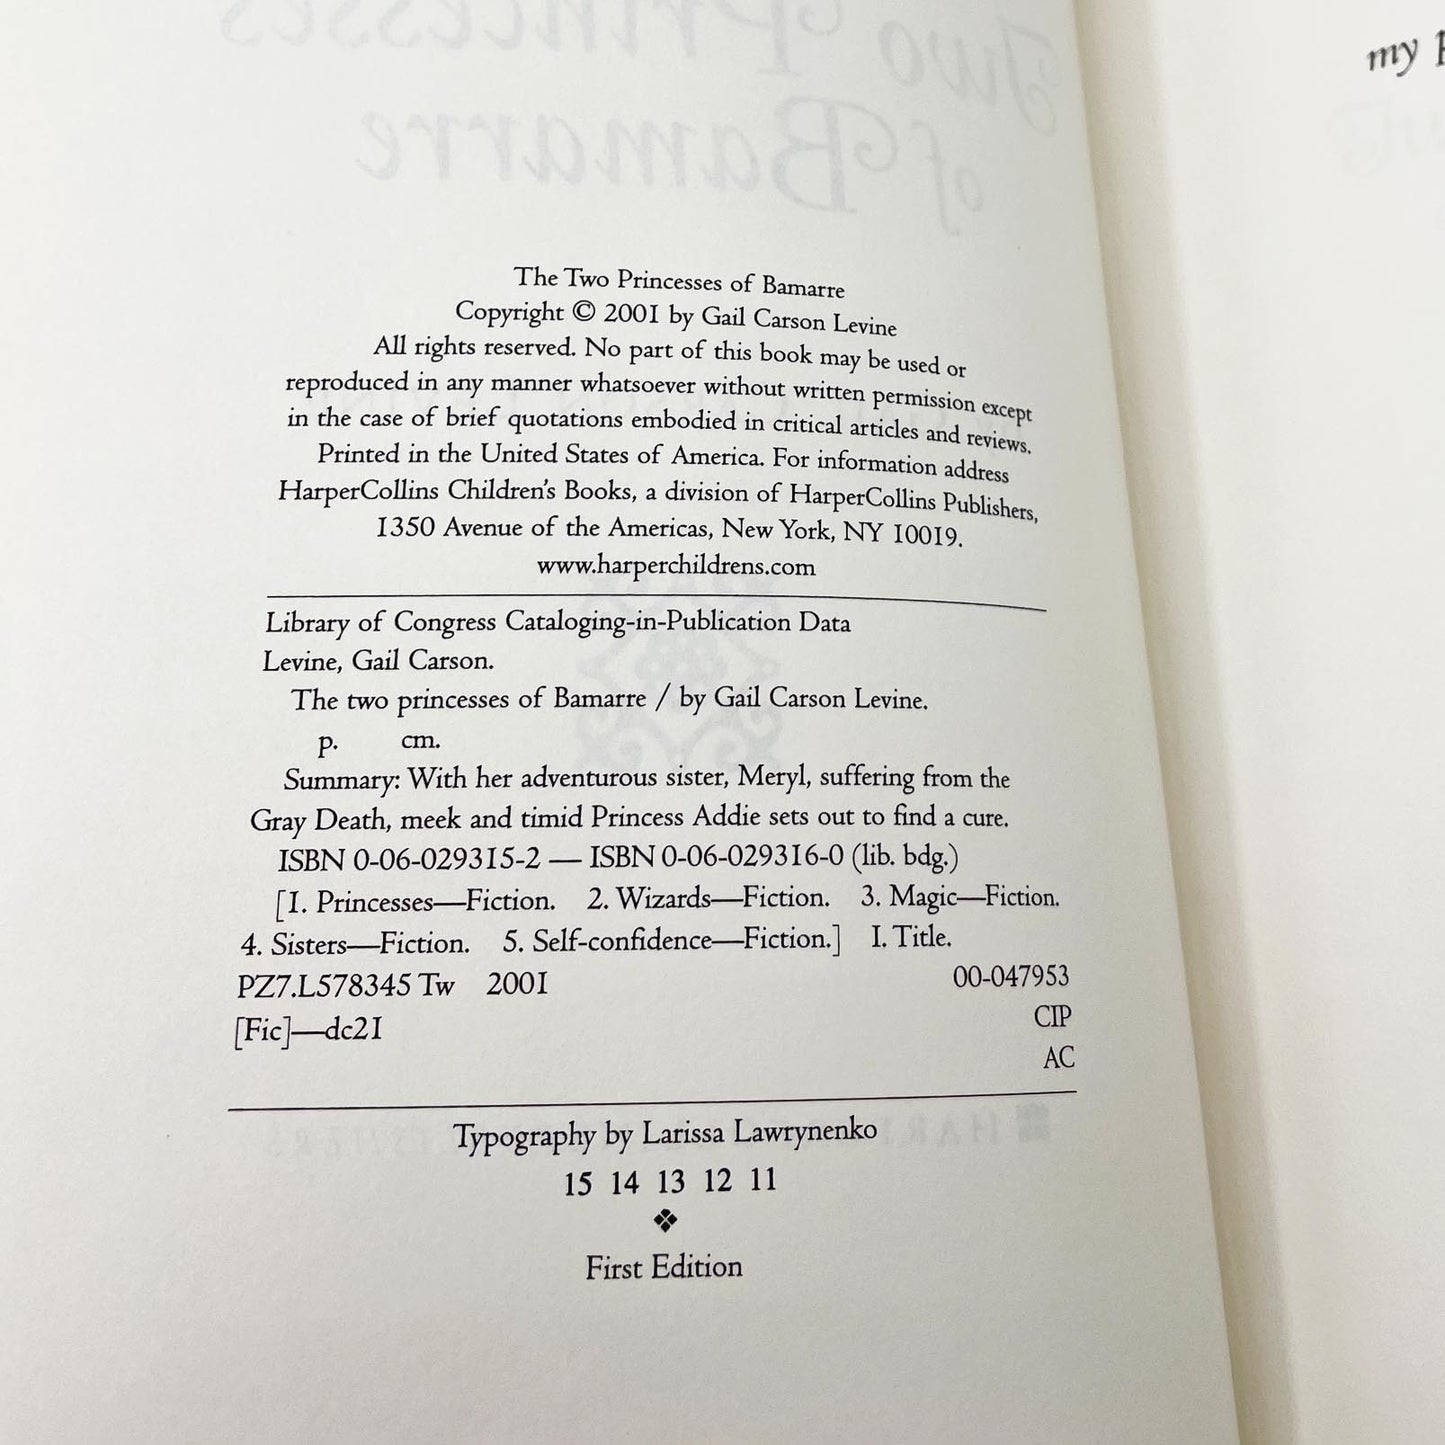 The Two Princesses of Bamarre
Copyright © 2001 by Gail Carson Levine
All rights reserved. No part of this book may be used or
reproduced in any manner whatsoever without written permission except
in the case of brief quotations embodied in critical articles and reviews.
Printed in the United States of America. For information address
HarperCollins Children's Books, a division of HarperCollins Publishers,
1350 Avenue of the Americas, New York, NY 10019.
www.harperchildrens.com
Library of Congress Cataloging-in-Publication Data
Levine, Gail Carson.
The two princesses of Bamarre / by Gail Carson Levine.
p. cm.
Summary: With her adventurous sister, Meryl, suffering from the
Gray Death, meek and timid Princess Addie sets out to find a cure.
ISBN 0-06-029315-2 — ISBN 0-06-029316-0 (lib. bdg.)
[1. Princesses—Fiction. 2. Wizards—Fiction. 3. Magic—Fiction.
4. Sisters—Fiction. 5. Self-confidence—Fiction.] I. Title.
PZ7.L578345 Tw 2001 00-047953
[Fic]—dc21 CIP
AC
Typography by Larissa Lawrynenko
15 14 13 12 11
❖
First Edition
my
Two Princesses
of Bamarre